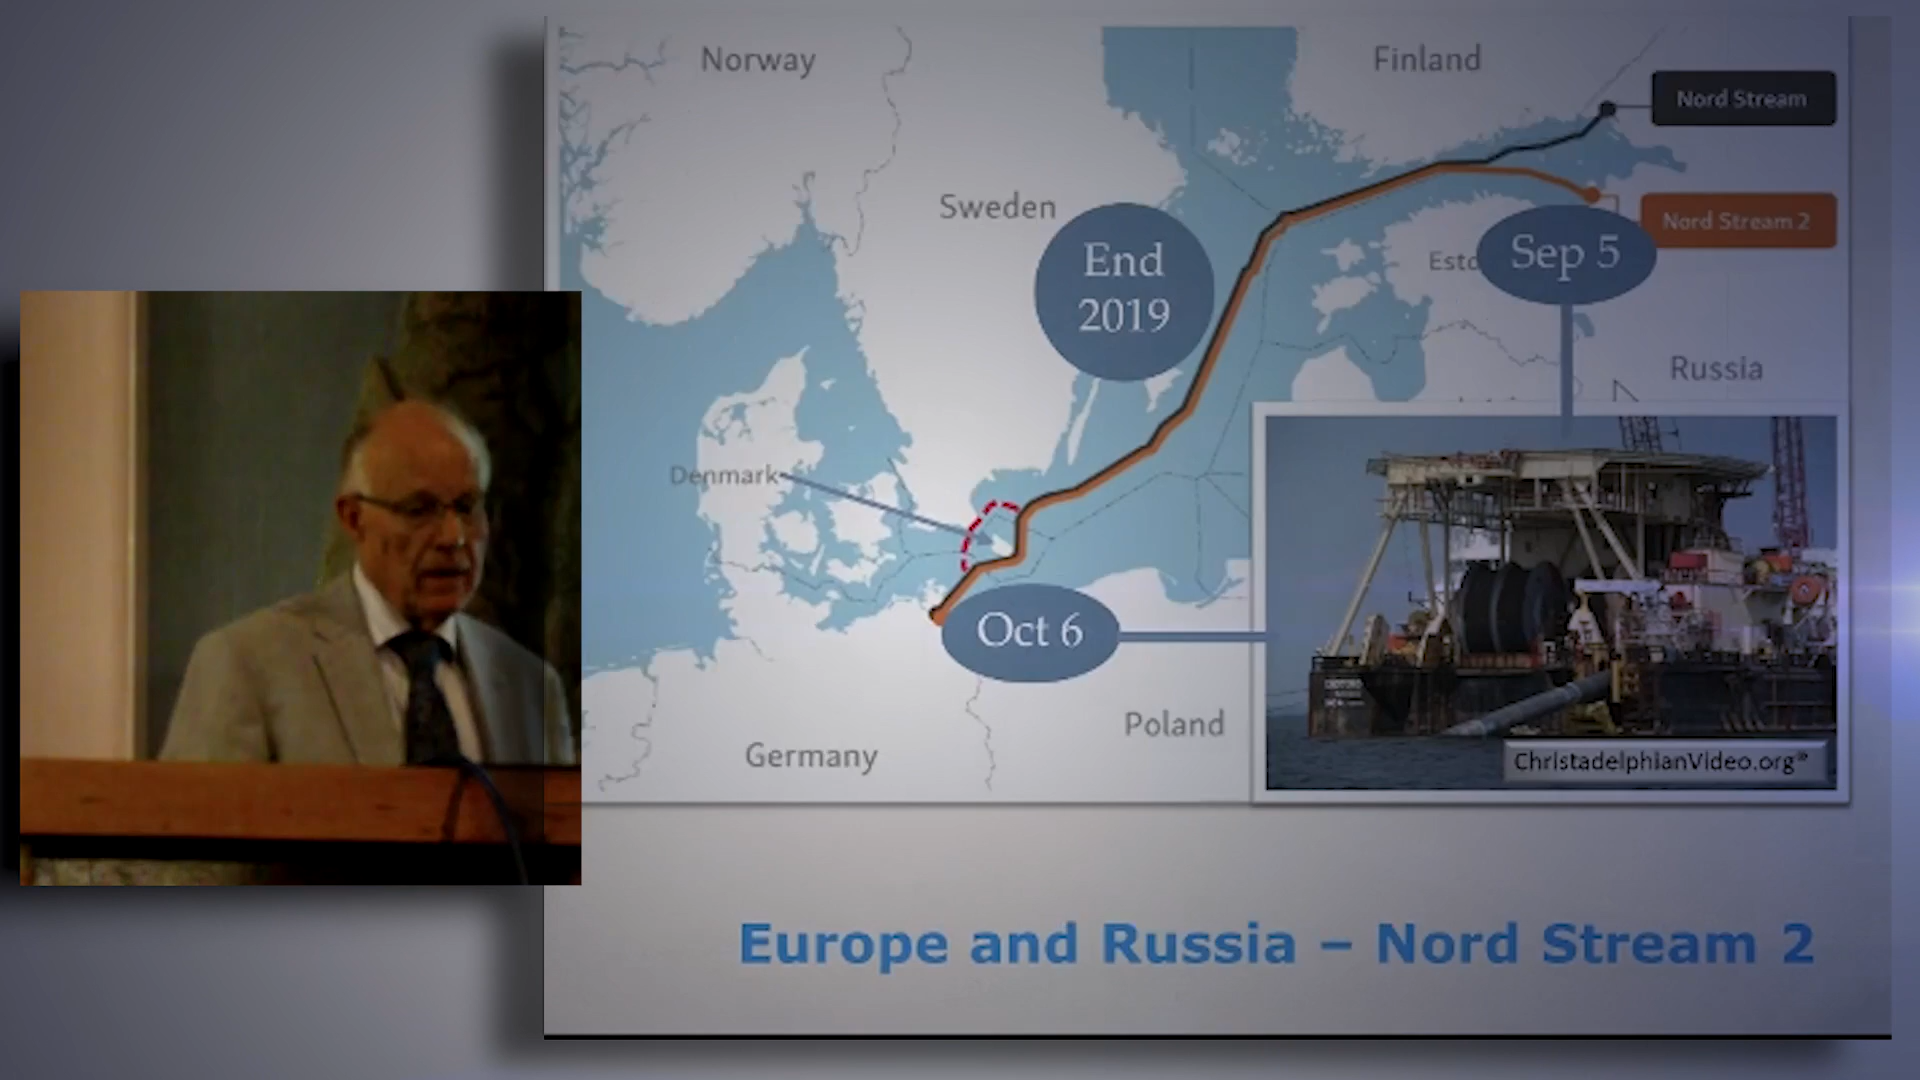 Norway
Finland
Nord Stream
Sweden
Nord Stream 2
End
2019
Esto
Sep 5
Russia
Denmark
Oct 6
Poland
Germany
ChristadelphianVideo.org®
Europe and Russia – Nord Stream 2